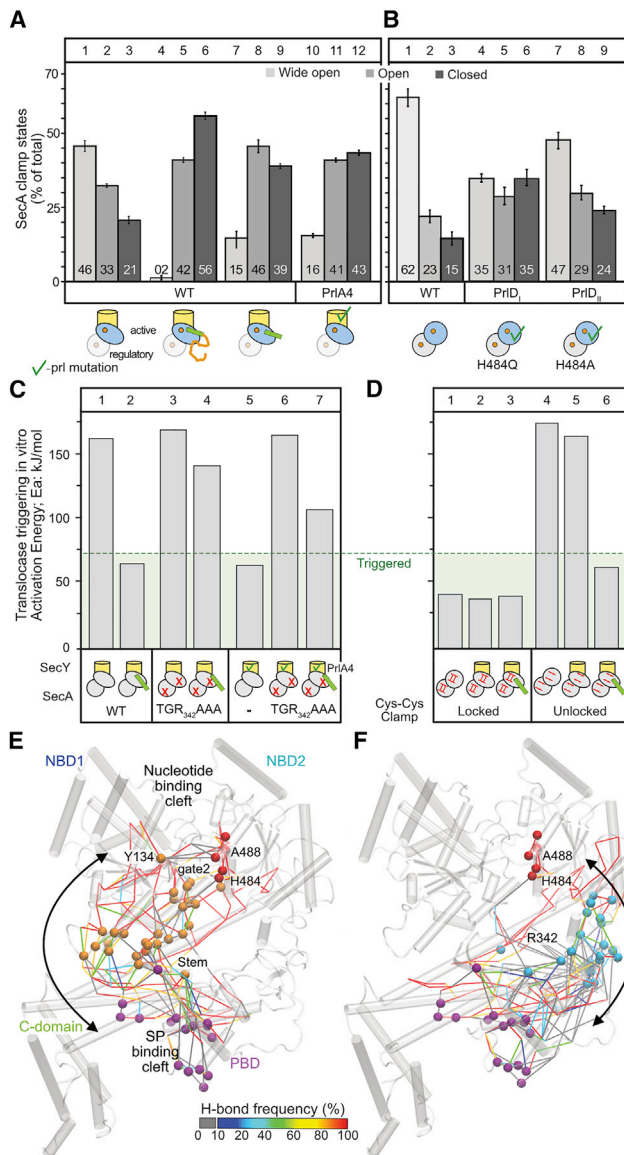 A
1 2 3 4 5 6 7 8 9 10 11 12
Wide open Open Closed
SecA clamp states
(% of total)
70
50
25
0
46 33 21 02 42 56 15 46 39 16 41 43
WT PrlA4
active
regulatory
✓-prl mutation
B
1 2 3 4 5 6 7 8 9
62 23 15 35 31 35 47 29 24
WT PrlD_I PrlD_II
H484Q H484A
C
1 2 3 4 5 6 7
Translocase triggering in vitro
Activation Energy; Ea: kJ/mol
150
100
50
0
Triggered
SecY
SecA
PrlA4
WT TGR342AAA - TGR342AAA
D
1 2 3 4 5 6
Cys-Cys
Clamp
Locked Unlocked
E
NBD1
NBD2
Nucleotide
binding
cleft
Y134
A488
gate2
H484
Stem
C-domain
SP
binding
cleft
PBD
H-bond frequency (%)
0 10 20 40 60 80 100
F
A488
H484
R342